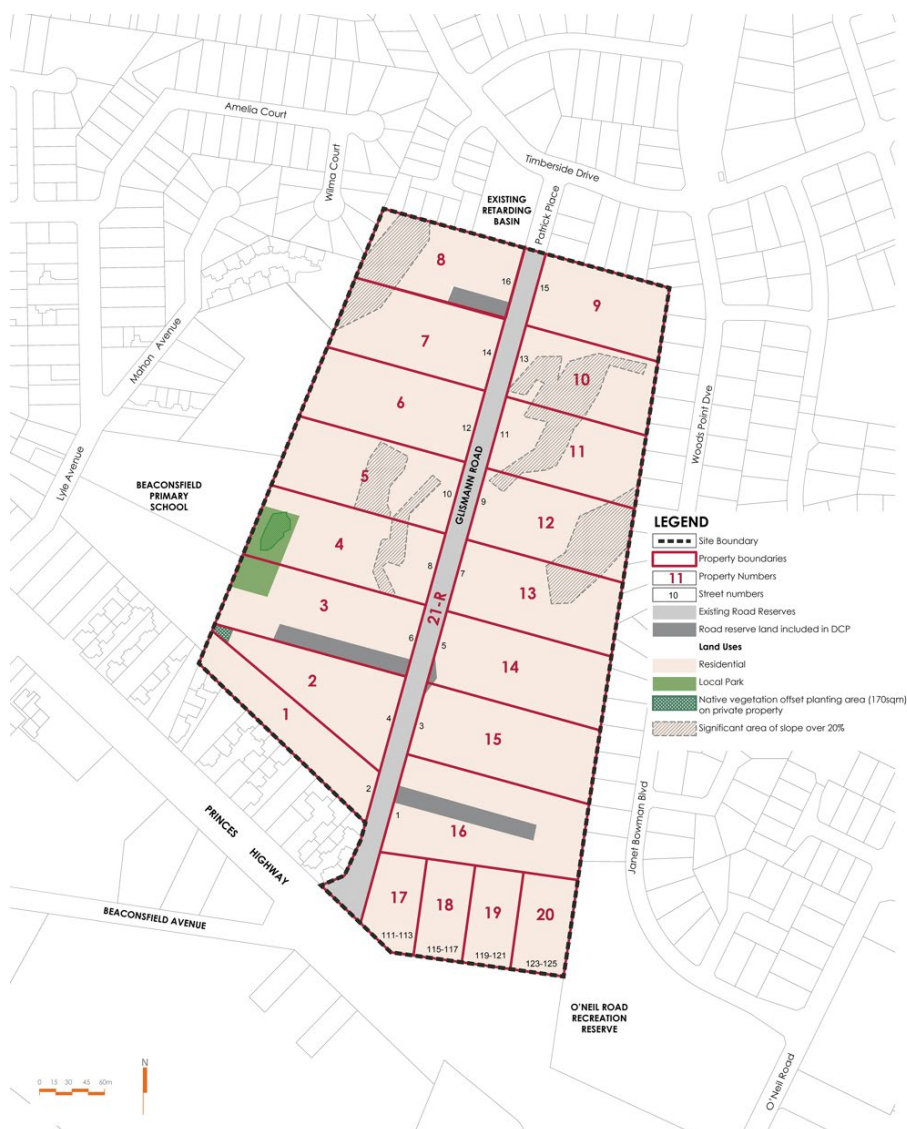 Amelia Court
Wilma Court
Timberside Drive
Patrick Place
EXISTING
RETARDING
BASIN
8
16
15
9
Mahon Avenue
7
14
13
10
6
12
11
11
Woods Point Dve
Lyle Avenue
BEACONSFIELD
PRIMARY
SCHOOL
5
10
GLISMANN ROAD
9
12
4
8
7
13
3
21-R
6
5
14
2
1
4
3
15
2
1
16
PRINCES
HIGHWAY
BEACONSFIELD AVENUE
17
18
19
20
111-113
115-117
119-121
123-125
Janet Bowman Blvd
O'NEIL ROAD
RECREATION
RESERVE
O'Neil Road
LEGEND
Site Boundary
Property boundaries
11 Property Numbers
10 Street numbers
Existing Road Reserves
Road reserve land included in DCP
Land Uses
Residential
Local Park
Native vegetation offset planting area (170sqm)
on private property
Significant area of slope over 20%
0 15 30 45 60m
N